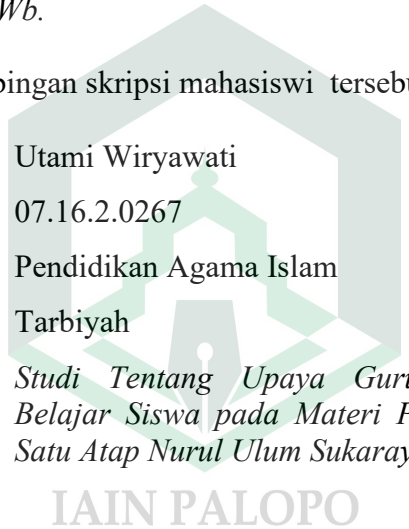 Wb.
bingan skripsi mahasiswi tersebu
Utami Wiryawati
07.16.2.0267
Pendidikan Agama Islam
Tarbiyah
Studi Tentang Upaya Guru
Belajar Siswa pada Materi
Satu Atap Nurul Ulum Sukaray
IAIN PALOPO